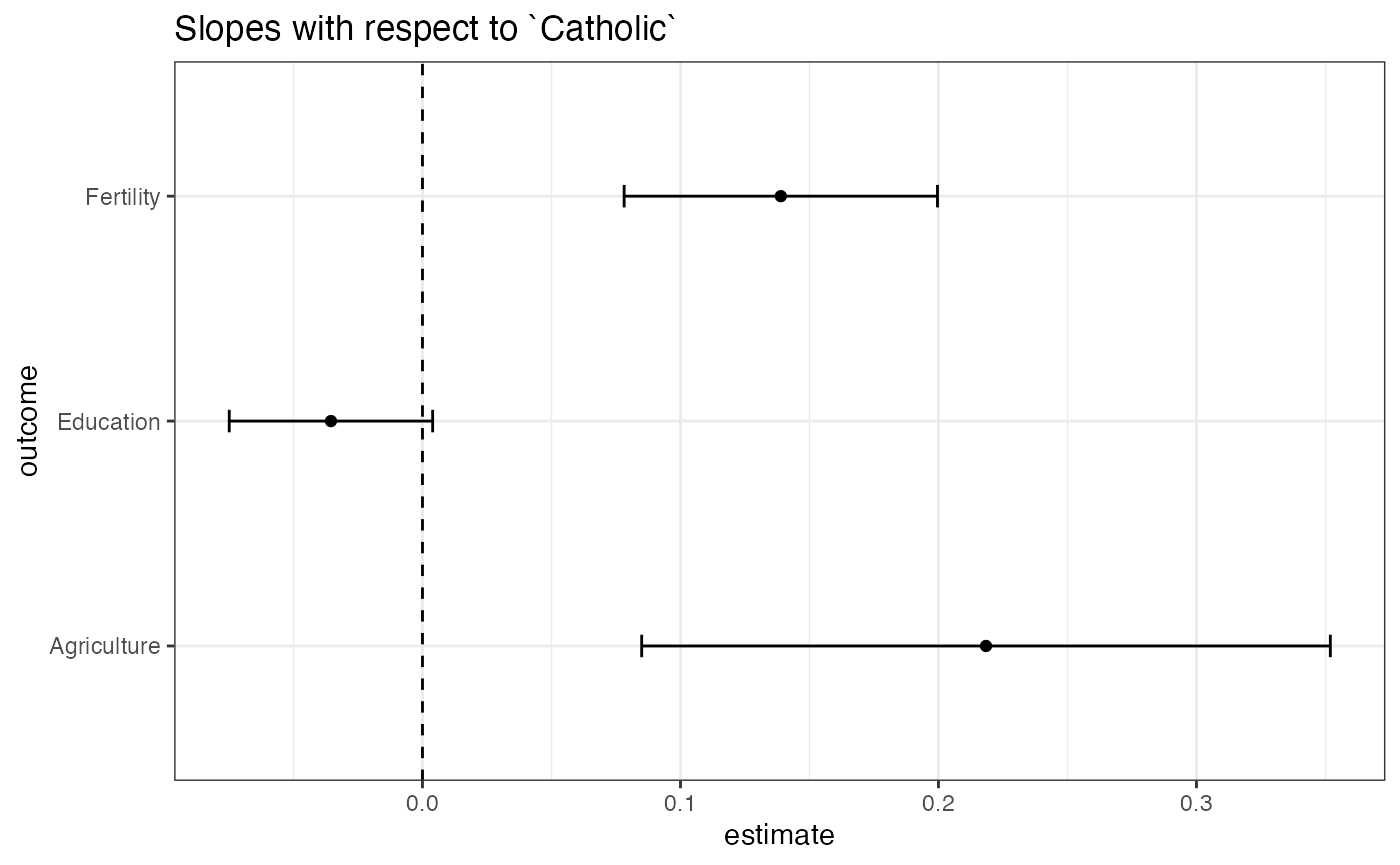 Slopes with respect to `Catholic`
Fertility
Education
Agriculture
outcome
0.0
0.1
0.2
0.3
estimate